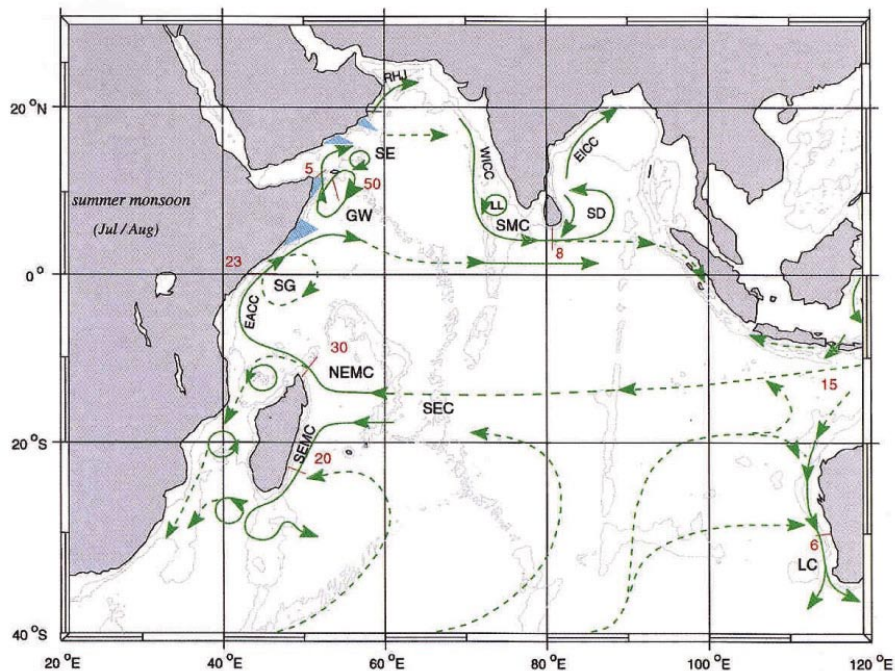 RHJ
20 °N
SE
WICC
EICC
5
50
summer monsoon
(Jul / Aug)
GW
LL
SMC
SD
23
8
0°
SG
EACC
30
NEMC
15
SEC
20 °S
SEMC
20
6
LC
40 °S
20 °E
40 °E
60 °E
80 °E
100 °E
120 °E